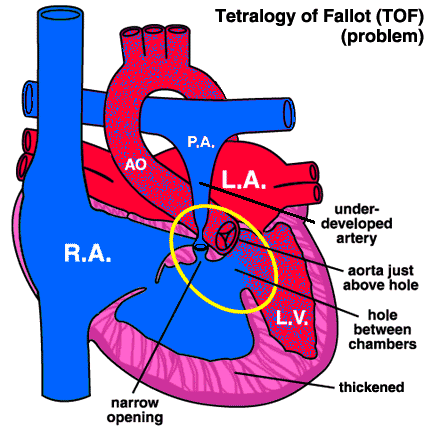 Tetralogy of Fallot (TOF)
(problem)
AO
P.A.
L.A.
under-
developed
artery
R.A.
aorta just
above hole
L.V.
hole
between
chambers
thickened
narrow
opening